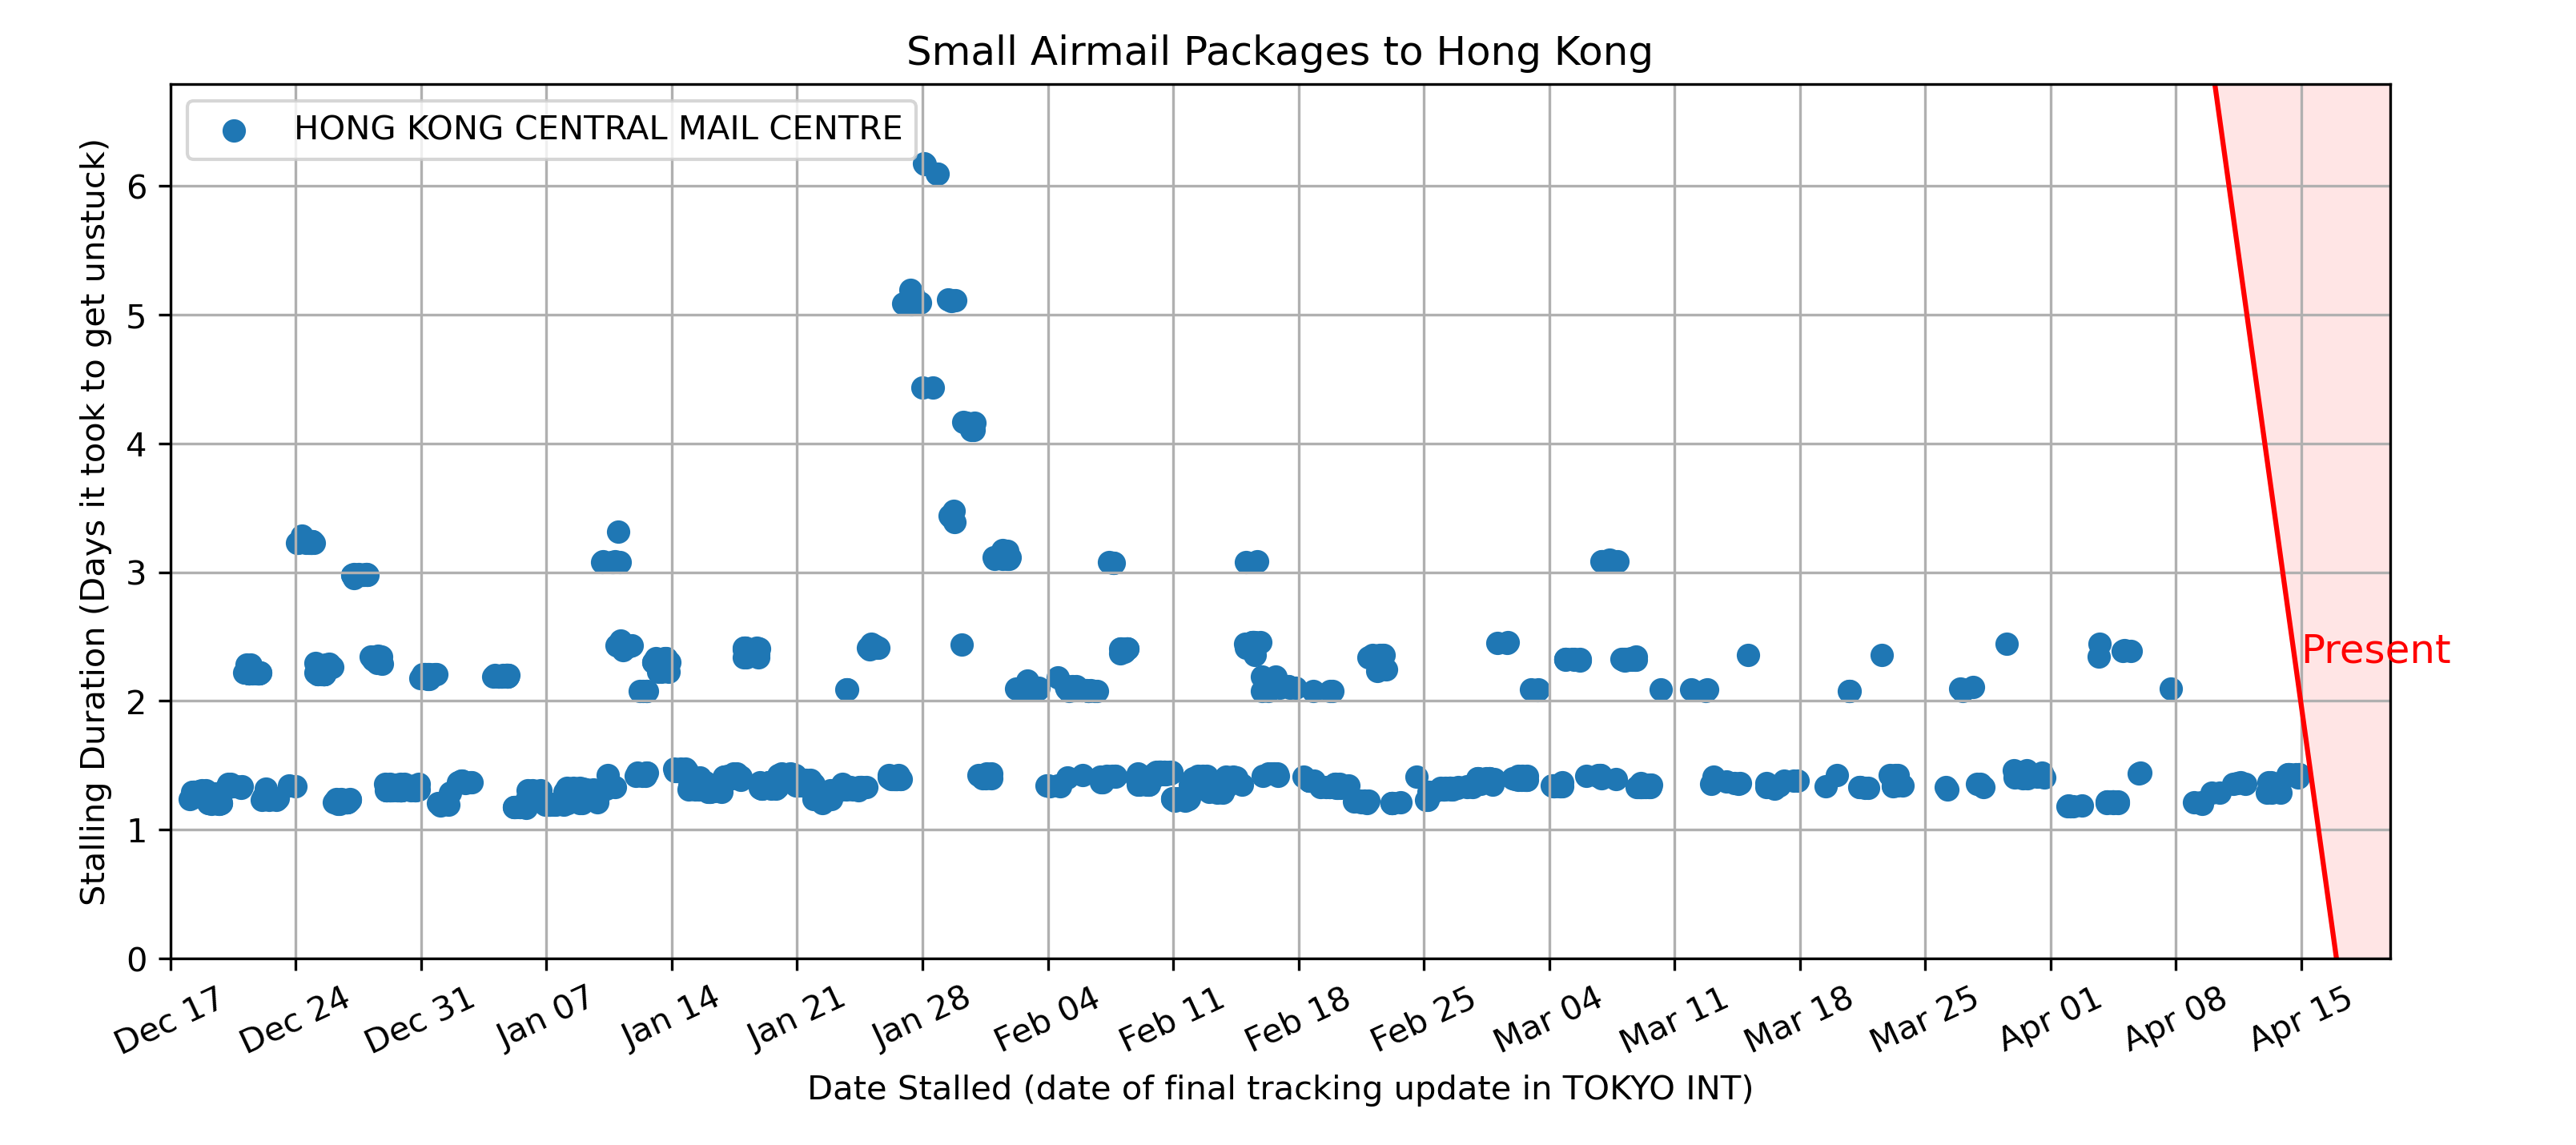 Small Airmail Packages to Hong Kong
HONG KONG CENTRAL MAIL CENTRE
Stalling Duration (Days it took to get unstuck)
6
5
4
3
2
1
0
Present
Dec 17
Dec 24
Dec 31
Jan 07
Jan 14
Jan 21
Jan 28
Feb 04
Feb 11
Feb 18
Feb 25
Mar 04
Mar 11
Mar 18
Mar 25
Apr 01
Apr 08
Apr 15
Date Stalled (date of final tracking update in TOKYO INT)